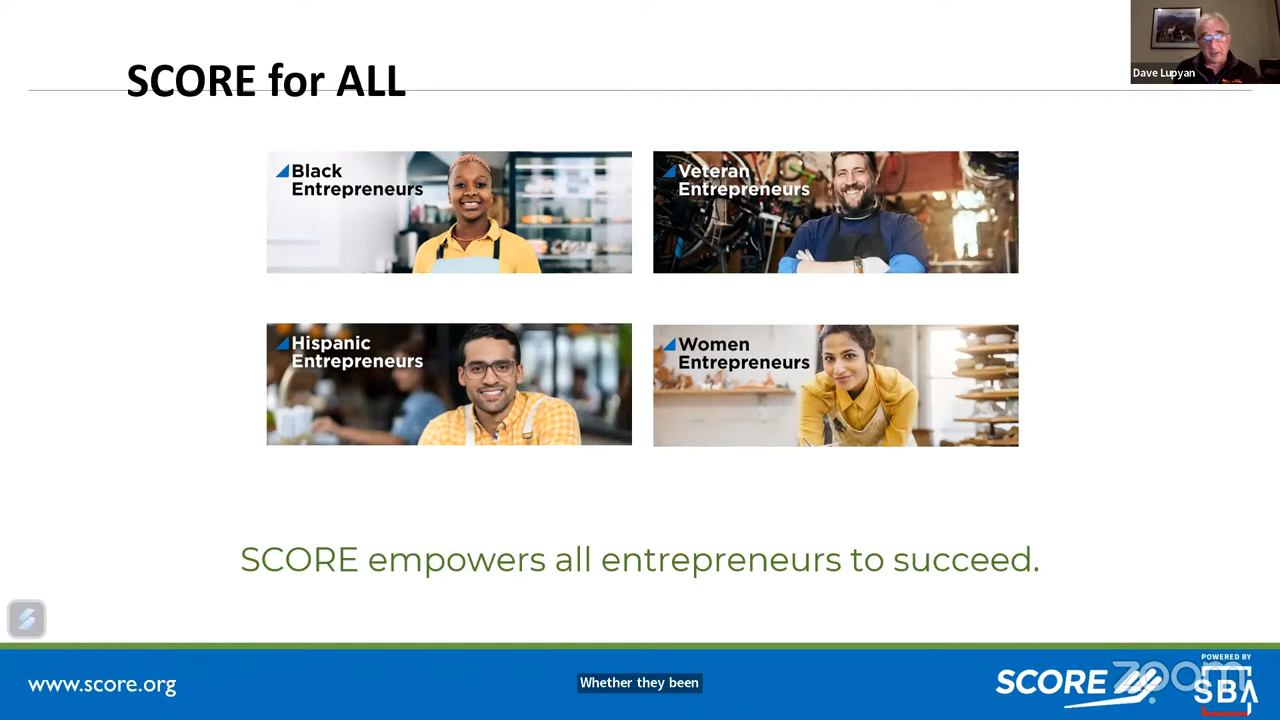 SCORE for ALL
Dave Lupyan
Black
Entrepreneurs
Veteran
Entrepreneurs
Hispanic
Entrepreneurs
Women
Entrepreneurs
SCORE empowers all entrepreneurs to succeed.
www.score.org
Whether they been
SCORE
zoom
POWERED BY
SBA